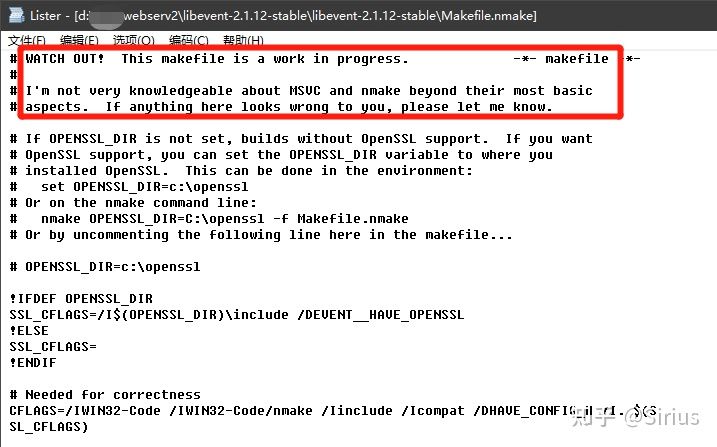 Lister - [d: webserv2\libevent-2.1.12-stable\libevent-2.1.12-stable\Makefile.nmake]
文件(F) 编辑(E) 选项(O) 编码(C) 帮助(H)
# WATCH OUT!  This makefile is a work in progress.             -*- makefile -*-
#
# I'm not very knowledgeable about MSVC and nmake beyond their most basic
# aspects.  If anything here looks wrong to you, please let me know.

# If OPENSSL_DIR is not set, builds without OpenSSL support.  If you want
# OpenSSL support, you can set the OPENSSL_DIR variable to where you
# installed OpenSSL.  This can be done in the environment:
#   set OPENSSL_DIR=c:\openssl
# Or on the nmake command line:
#   nmake OPENSSL_DIR=C:\openssl -f Makefile.nmake
# Or by uncommenting the following line here in the makefile...

# OPENSSL_DIR=c:\openssl

!IFDEF OPENSSL_DIR
SSL_CFLAGS=/I$(OPENSSL_DIR)\include /DEVENT__HAVE_OPENSSL
!ELSE
SSL_CFLAGS=
!ENDIF

# Needed for correctness
CFLAGS=/IWIN32-Code /IWIN32-Code/nmake /Iinclude /Icompat /DHAVE_CONFIG_H /I. $(S
SL_CFLAGS)
知乎 @Sirius